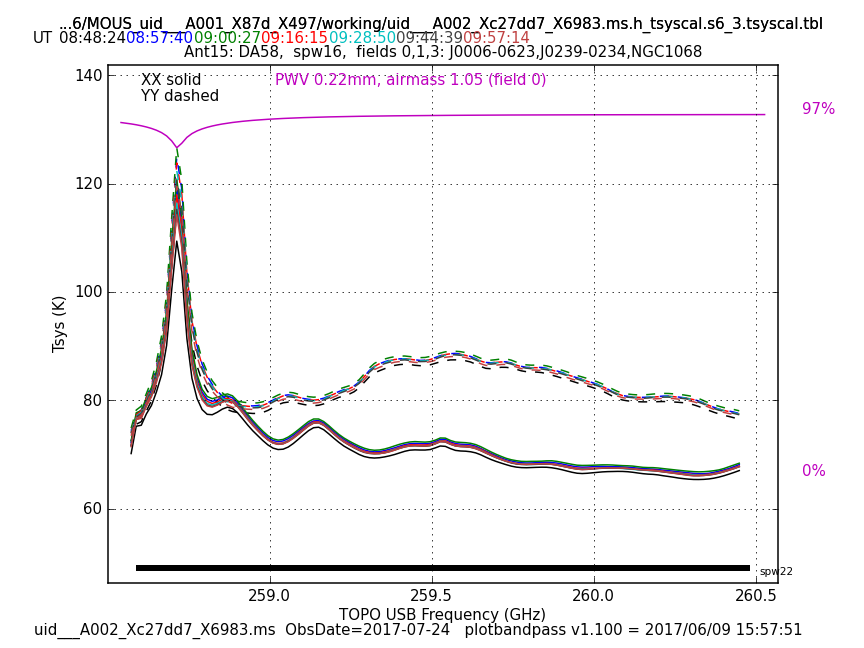 ...6/MOUS_uid___A001_X87d_X497/working/uid___A002_Xc27dd7_X6983.ms.h_tsyscal.s6_3.tsyscal.tbl
UT 08:48:24 08:57:40 09:00:27 09:16:15 09:28:50 09:44:39 09:57:14
Ant15: DA58, spw16, fields 0,1,3: J0006-0623,J0239-0234,NGC1068
140
XX solid
PWV 0.22mm, airmass 1.05 (field 0)
YY dashed
97%
120
100
Tsys (K)
80
0%
60
spw22
259.0 259.5 260.0 260.5
TOPO USB Frequency (GHz)
uid___A002_Xc27dd7_X6983.ms ObsDate=2017-07-24 plotbandpass v1.100 = 2017/06/09 15:57:51